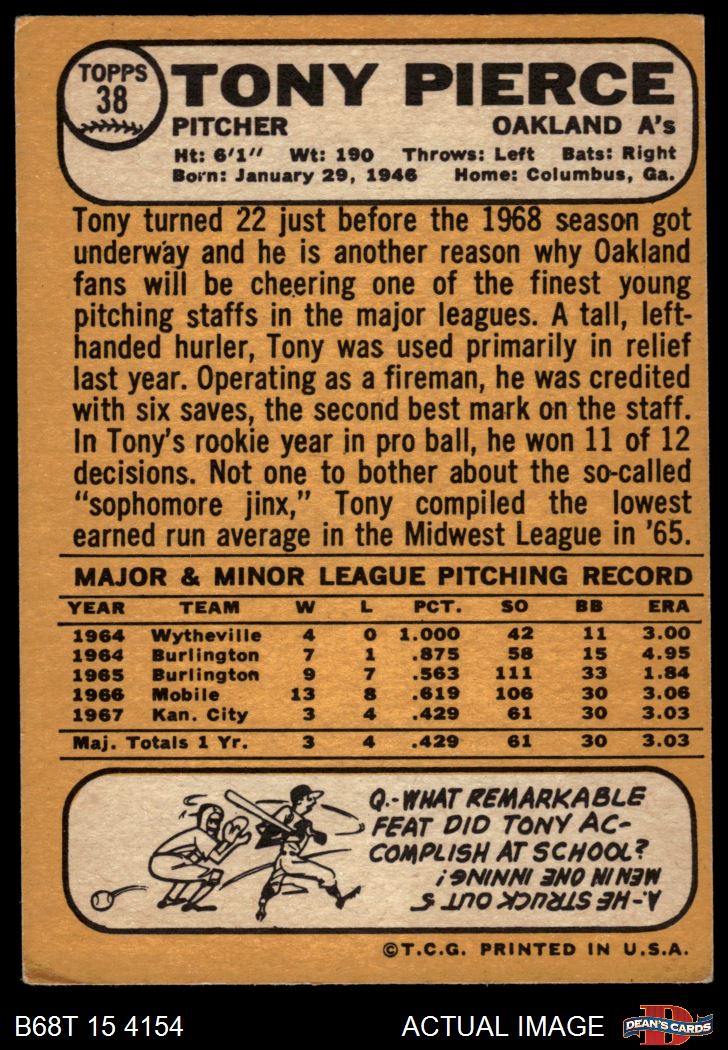 TOPPS
38
TONY PIERCE
PITCHER OAKLAND A's
Ht: 6'1" Wt: 190 Throws: Left Bats: Right
Born: January 29, 1946 Home: Columbus, Ga.
Tony turned 22 just before the 1968 season got
underway and he is another reason why Oakland
fans will be cheering one of the finest young
pitching staffs in the major leagues. A tall, left-
handed hurler, Tony was used primarily in relief
last year. Operating as a fireman, he was credited
with six saves, the second best mark on the staff.
In Tony's rookie year in pro ball, he won 11 of 12
decisions. Not one to bother about the so-called
"sophomore jinx," Tony compiled the lowest
earned run average in the Midwest League in '65.
MAJOR & MINOR LEAGUE PITCHING RECORD
YEAR TEAM W L PCT. SO BB ERA
1964 Wytheville 4 0 1.000 42 11 3.00
1964 Burlington 7 1 .875 58 15 4.95
1965 Burlington 9 7 .563 111 33 1.84
1966 Mobile 13 8 .619 106 30 3.06
1967 Kan. City 3 4 .429 61 30 3.03
Maj. Totals 1 Yr. 3 4 .429 61 30 3.03
Q.-WHAT REMARKABLE
FEAT DID TONY AC-
COMPLISH AT SCHOOL?
A.-HE STRUCK OUT 5
MEN IN ONE INNING!
©T.C.G. PRINTED IN U.S.A.
B68T 15 4154 ACTUAL IMAGE DEAN'S CARDS